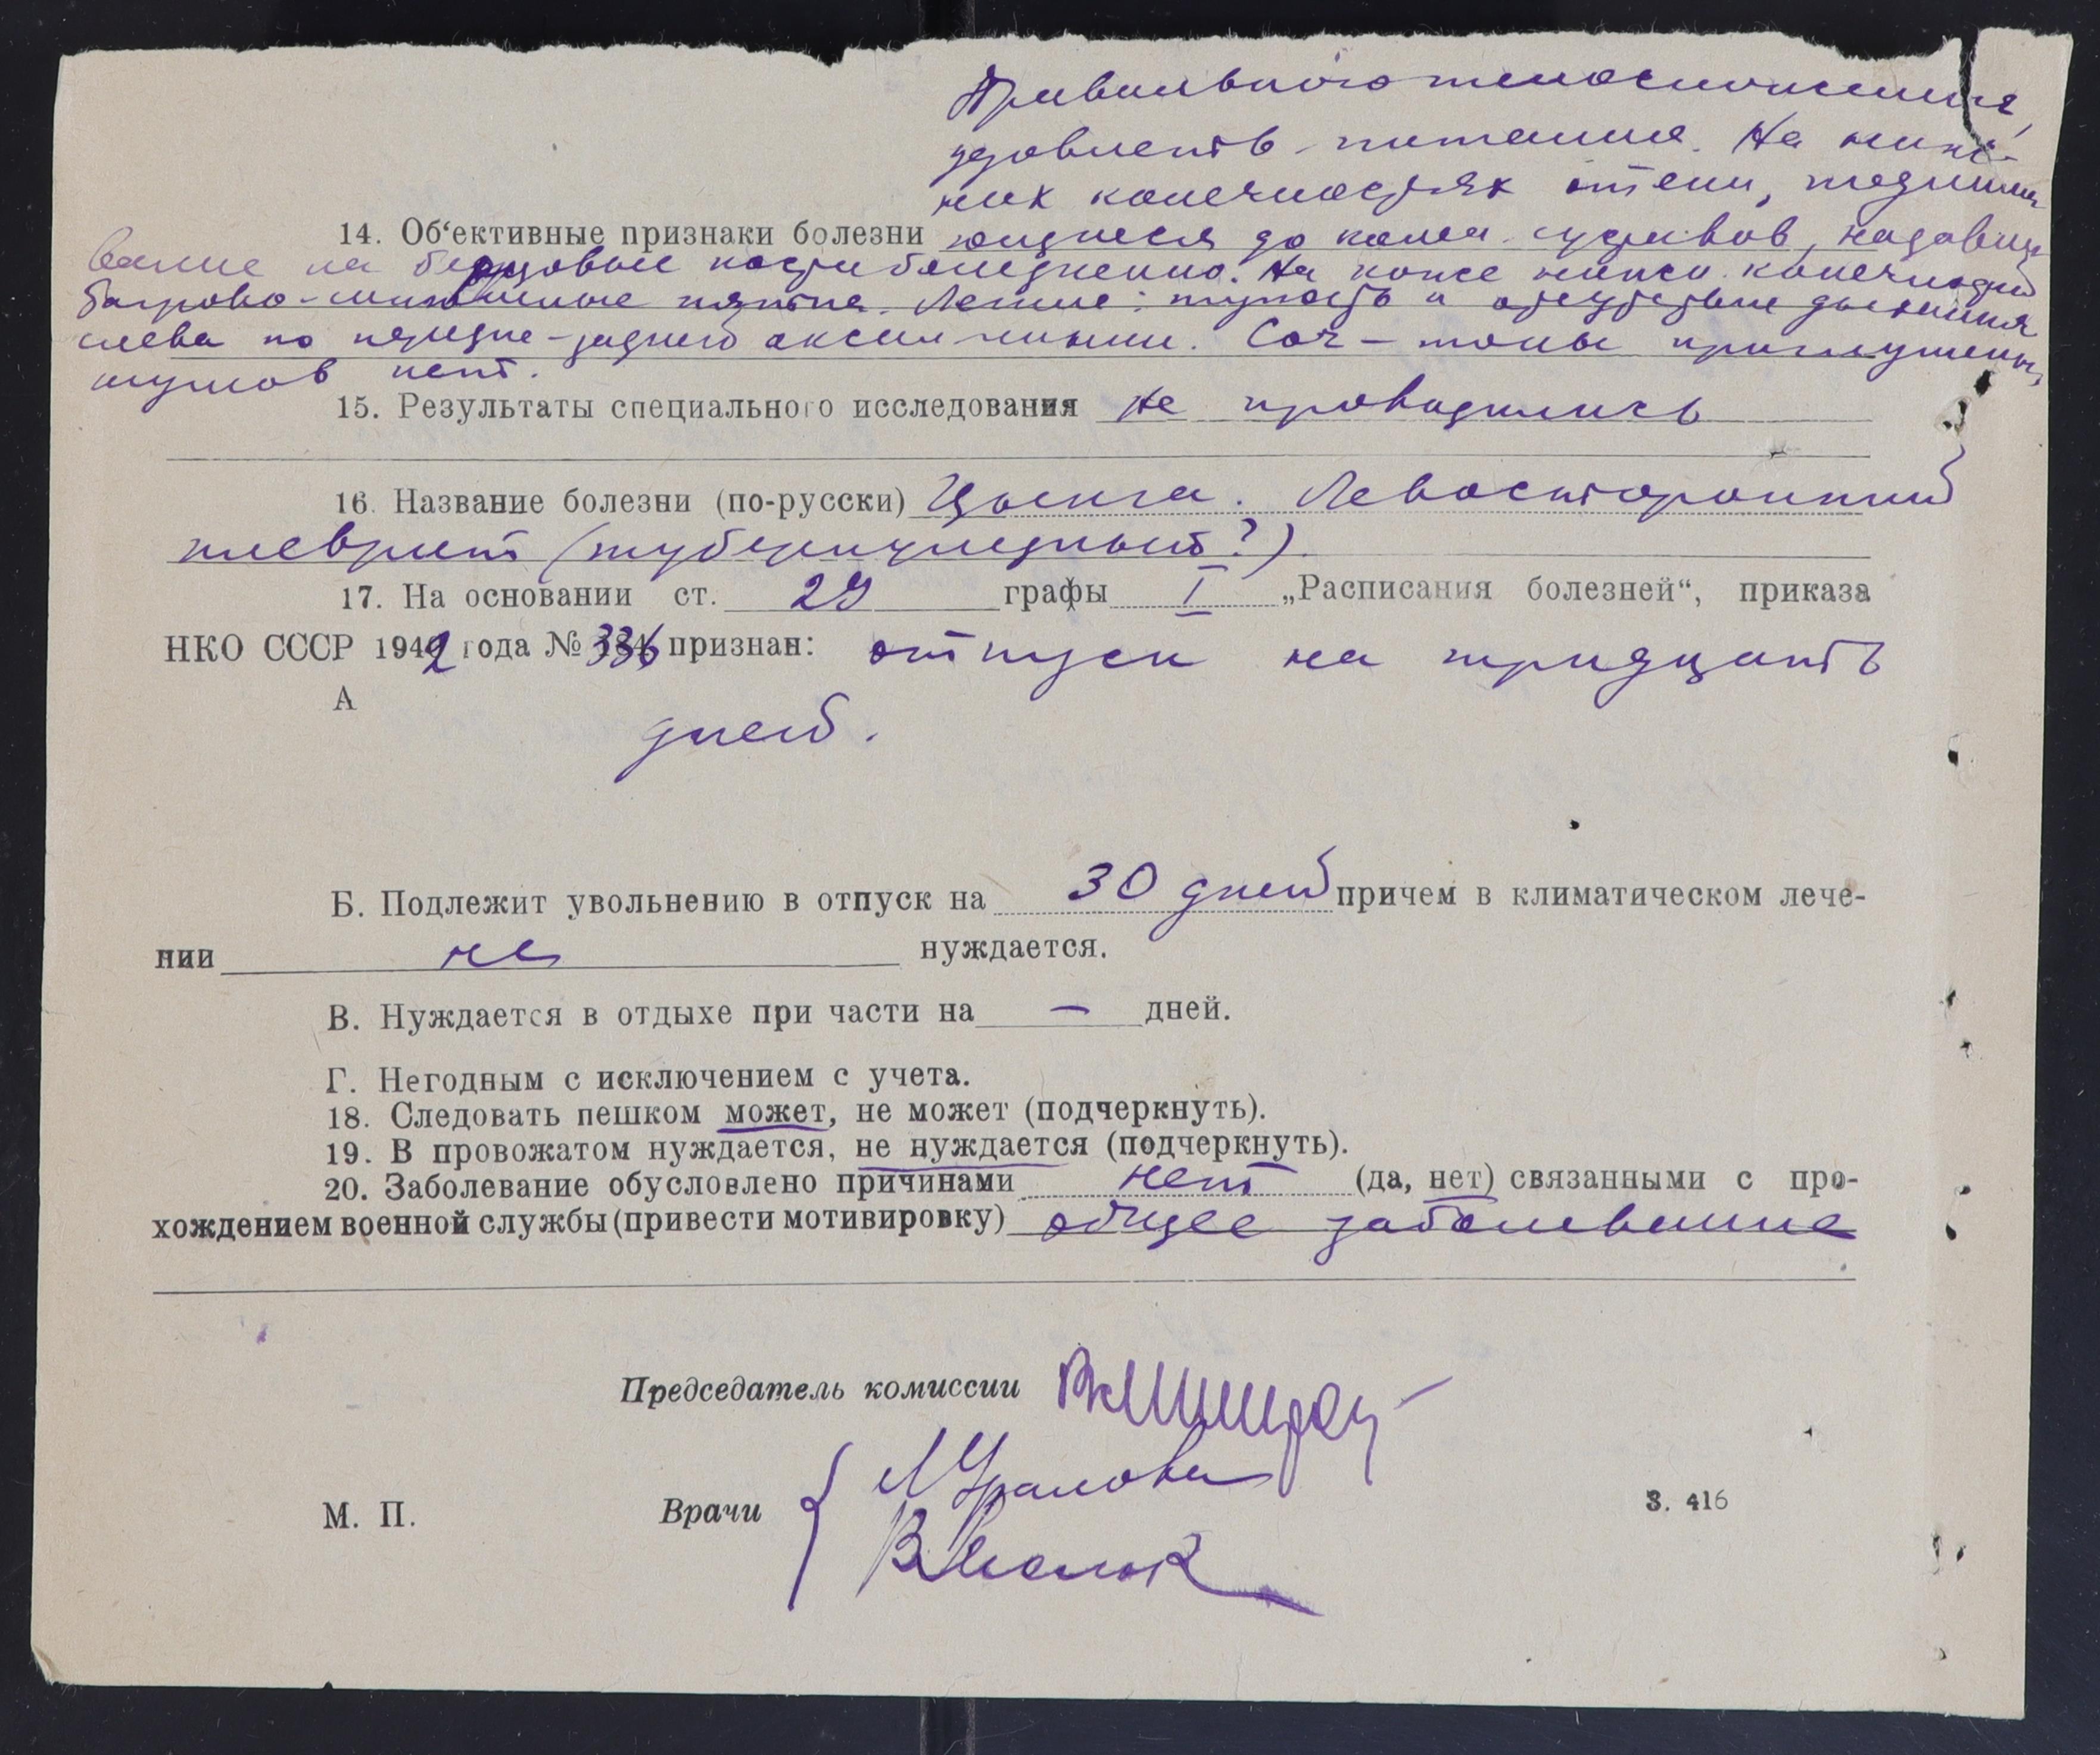 Правильного телосложения,
удовлетв. питания. На ниж-
них конечностях отеки, поднима
14. Об‘ективные признаки болезни ющиеся до колен. суставов, надавли
вание на берцовые кости болезненно. На коже нижн. конечностей
багрово- пятна. Легкие: тупость и отсутствие дыхания
слева по передне-задней аксил. линии. Сог - тоны приглушены,
шумов нет.
15. Результаты специального исследования не проводились
16. Название болезни (по-русски) Цынга. Левосторонний
плеврит (туберкулезный?).
17. На основании ст. 29 графы I „Расписания болезней“, приказа
НКО СССР 1942 года № 336 признан: отпуск на тридцать
А
дней.
Б. Подлежит увольнению в отпуск на 30 дней причем в климатическом лече-
нии не нуждается.
В. Нуждается в отдыхе при части на — дней.
Г. Негодным с исключением с учета.
18. Следовать пешком может, не может (подчеркнуть).
19. В провожатом нуждается, не нуждается (подчеркнуть).
20. Заболевание обусловлено причинами нет (да, нет) связанными с про-
хождением военной службы (привести мотивировку) общее заболевание
Председатель комиссии
М. П. Врачи
З. 416